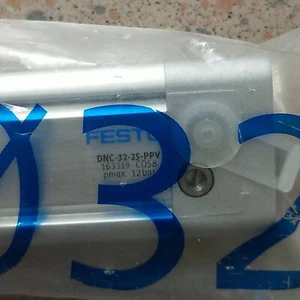 Ø32
FESTO
DNC-32-25-PPV
163319 C058
pmax. 12bar